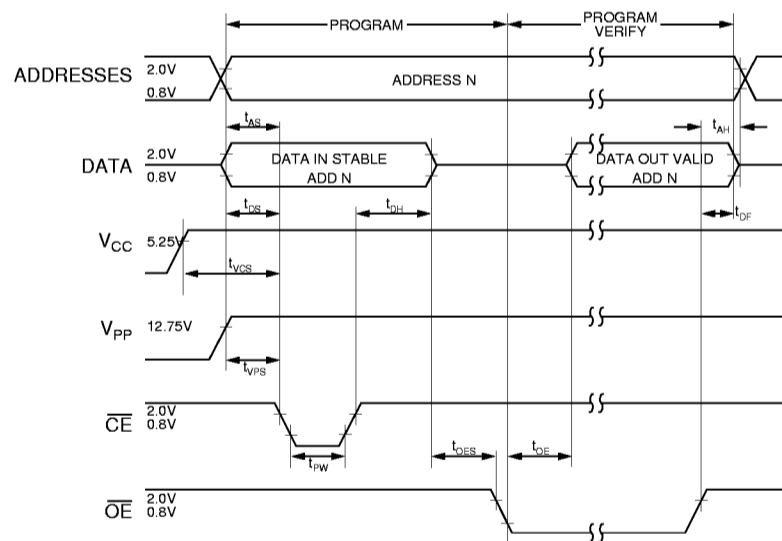 PROGRAM
PROGRAM
VERIFY
ADDRESSES
2.0V
0.8V
ADDRESS N
tAS
tAH
DATA
2.0V
0.8V
DATA IN STABLE
ADD N
DATA OUT VALID
ADD N
tDS
tDH
tDF
VCC
5.25V
tVCS
VPP
12.75V
tVPS
CE
2.0V
0.8V
tPW
tOES
tOE
OE
2.0V
0.8V